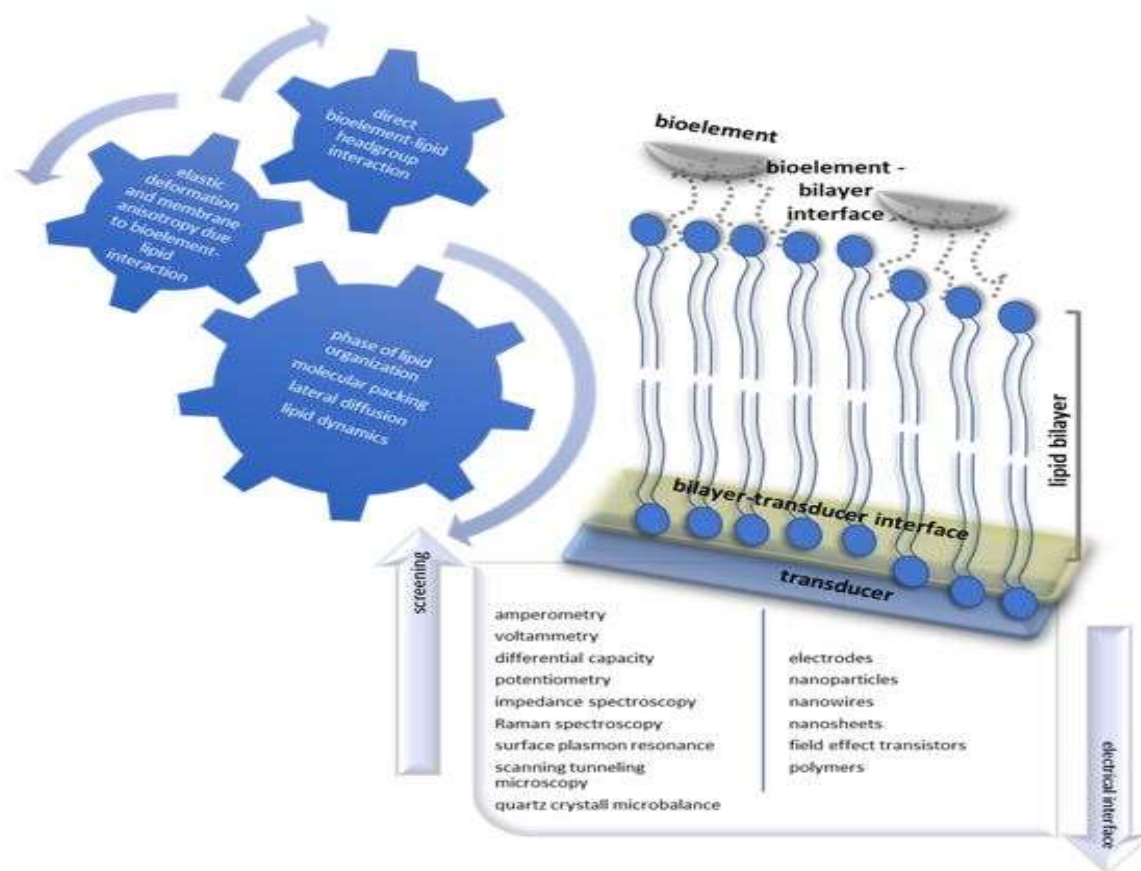 direct
bioelement-lipid
headgroup
interaction
elastic
deformation
and membrane
anisotropy due
to bioelement-
lipid
interaction
phase of lipid
organization
molecular packing
lateral diffusion
lipid dynamics
bioelement
bioelement -
bilayer
interface
lipid bilayer
bilayer-transducer interface
transducer
screening
amperometry
voltammetry
differential capacity
potentiometry
impedance spectroscopy
Raman spectroscopy
surface plasmon resonance
scanning tunneling
microscopy
quartz crystall microbalance
electrodes
nanoparticles
nanowires
nanosheets
field effect transistors
polymers
electrical interface